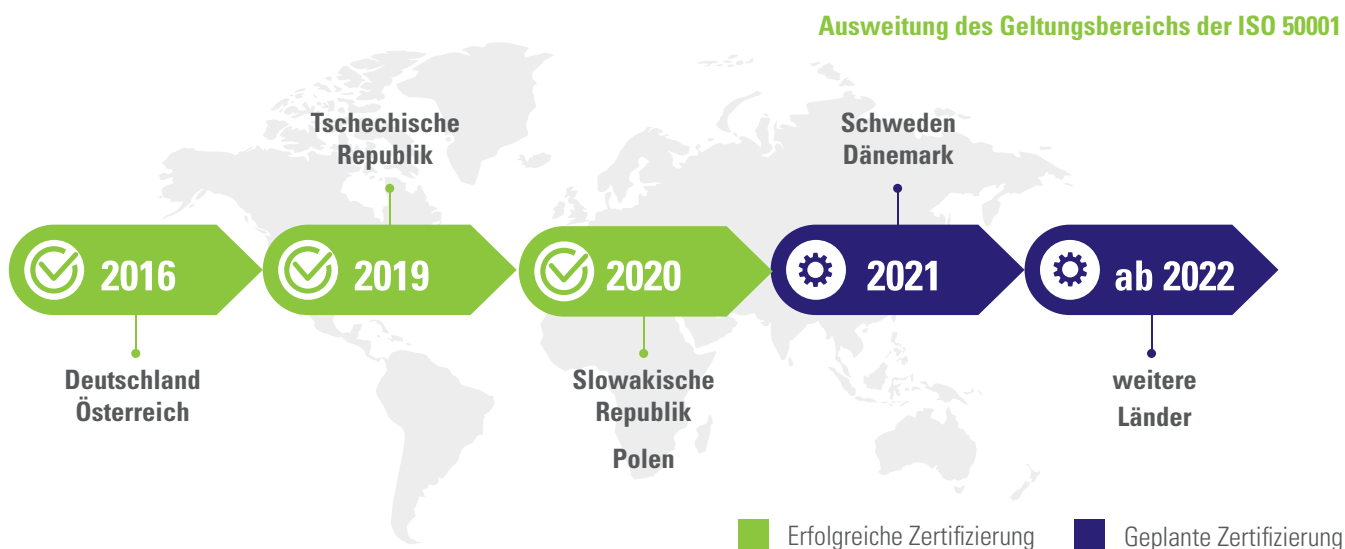 Ausweitung des Geltungsbereichs der ISO 50001
Tschechische
Republik
Schweden
Dänemark
2016
2019
2020
2021
ab 2022
Deutschland
Österreich
Slowakische
Republik
Polen
weitere
Länder
Erfolgreiche Zertifizierung
Geplante Zertifizierung